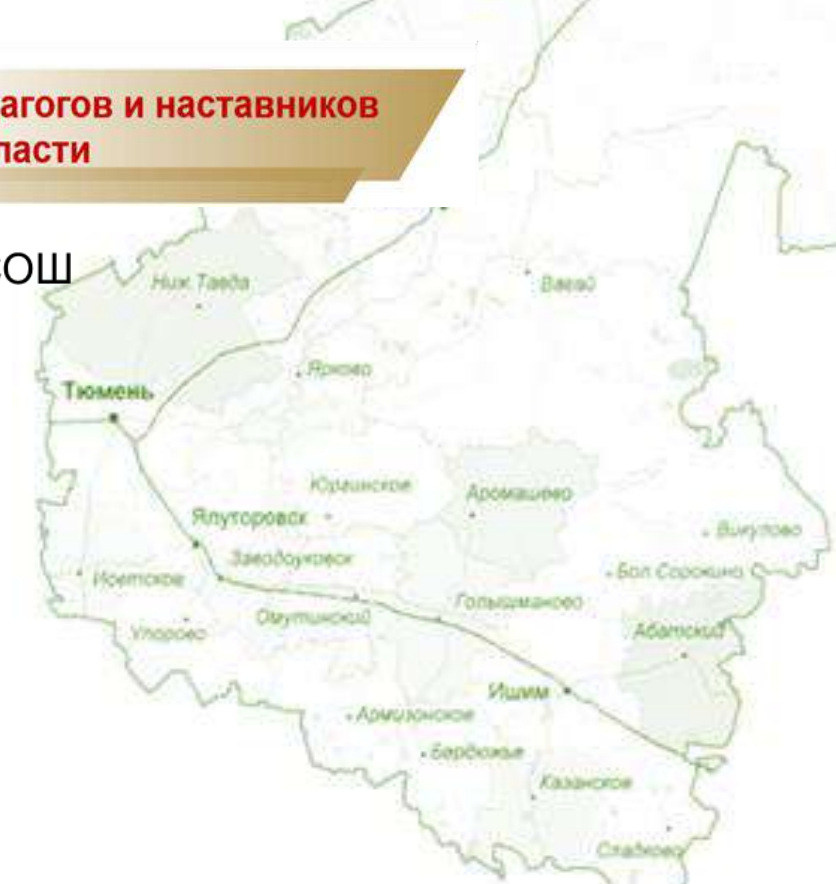 агогов и наставников
ласти
СОШ
Ниж Тавда
Вагай
Ярково
Тюмень
Юргинское
Аромашево
Ялуторовск
Викулово
Заводоуковск
Бол Сорокино
Исетское
Голышманово
Омутинский
Упорово
Абатский
Ишим
Армизонское
Бердюжье
Казанское
Сладково